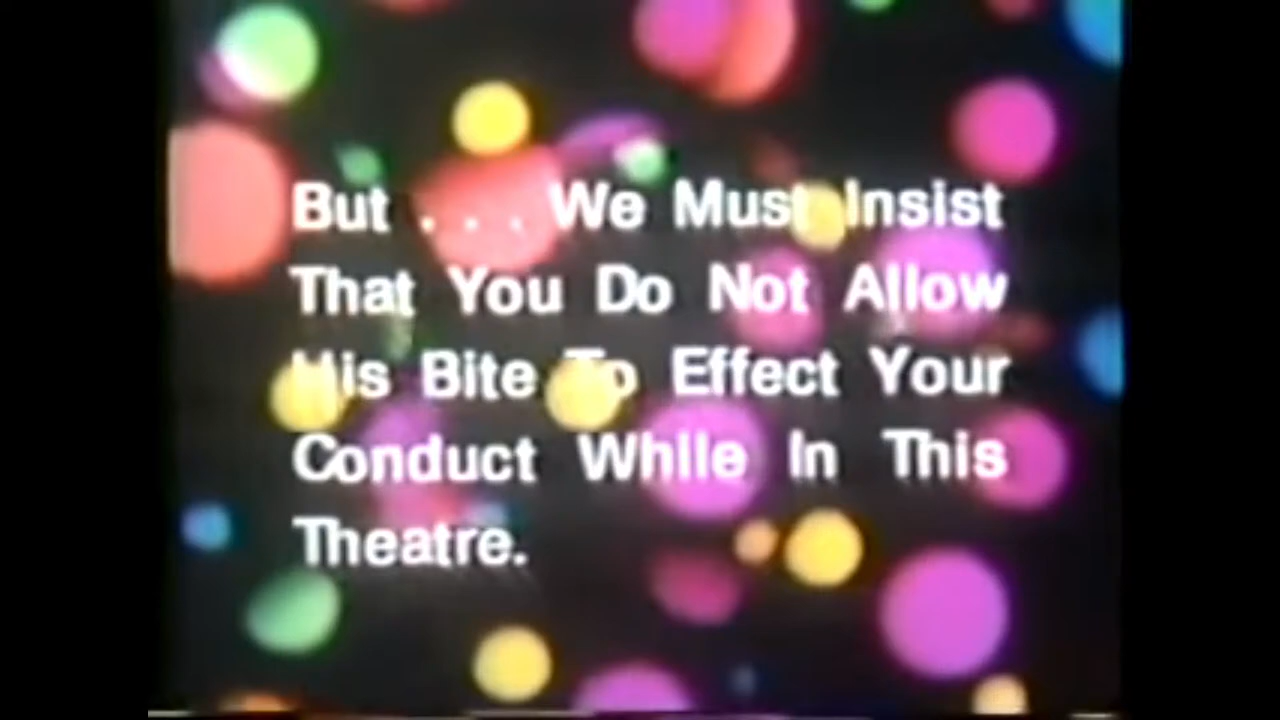 But . . . We Must Insist
That You Do Not Allow
His Bite To Effect Your
Conduct While In This
Theatre.